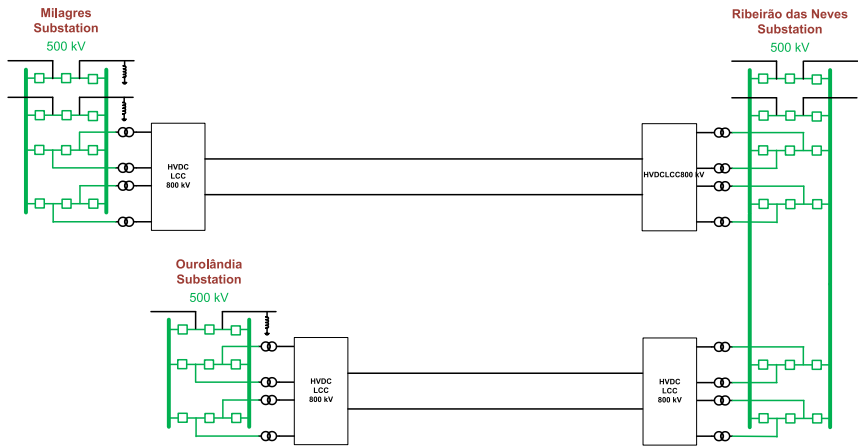 Milagres
Substation
500 kV
Ribeirão das Neves
Substation
500 kV
HVDC
LCC
800 kV
HVDCLCC800 kV
Ourolândia
Substation
500 kV
HVDC
LCC
800 kV
HVDC
LCC
800 kV